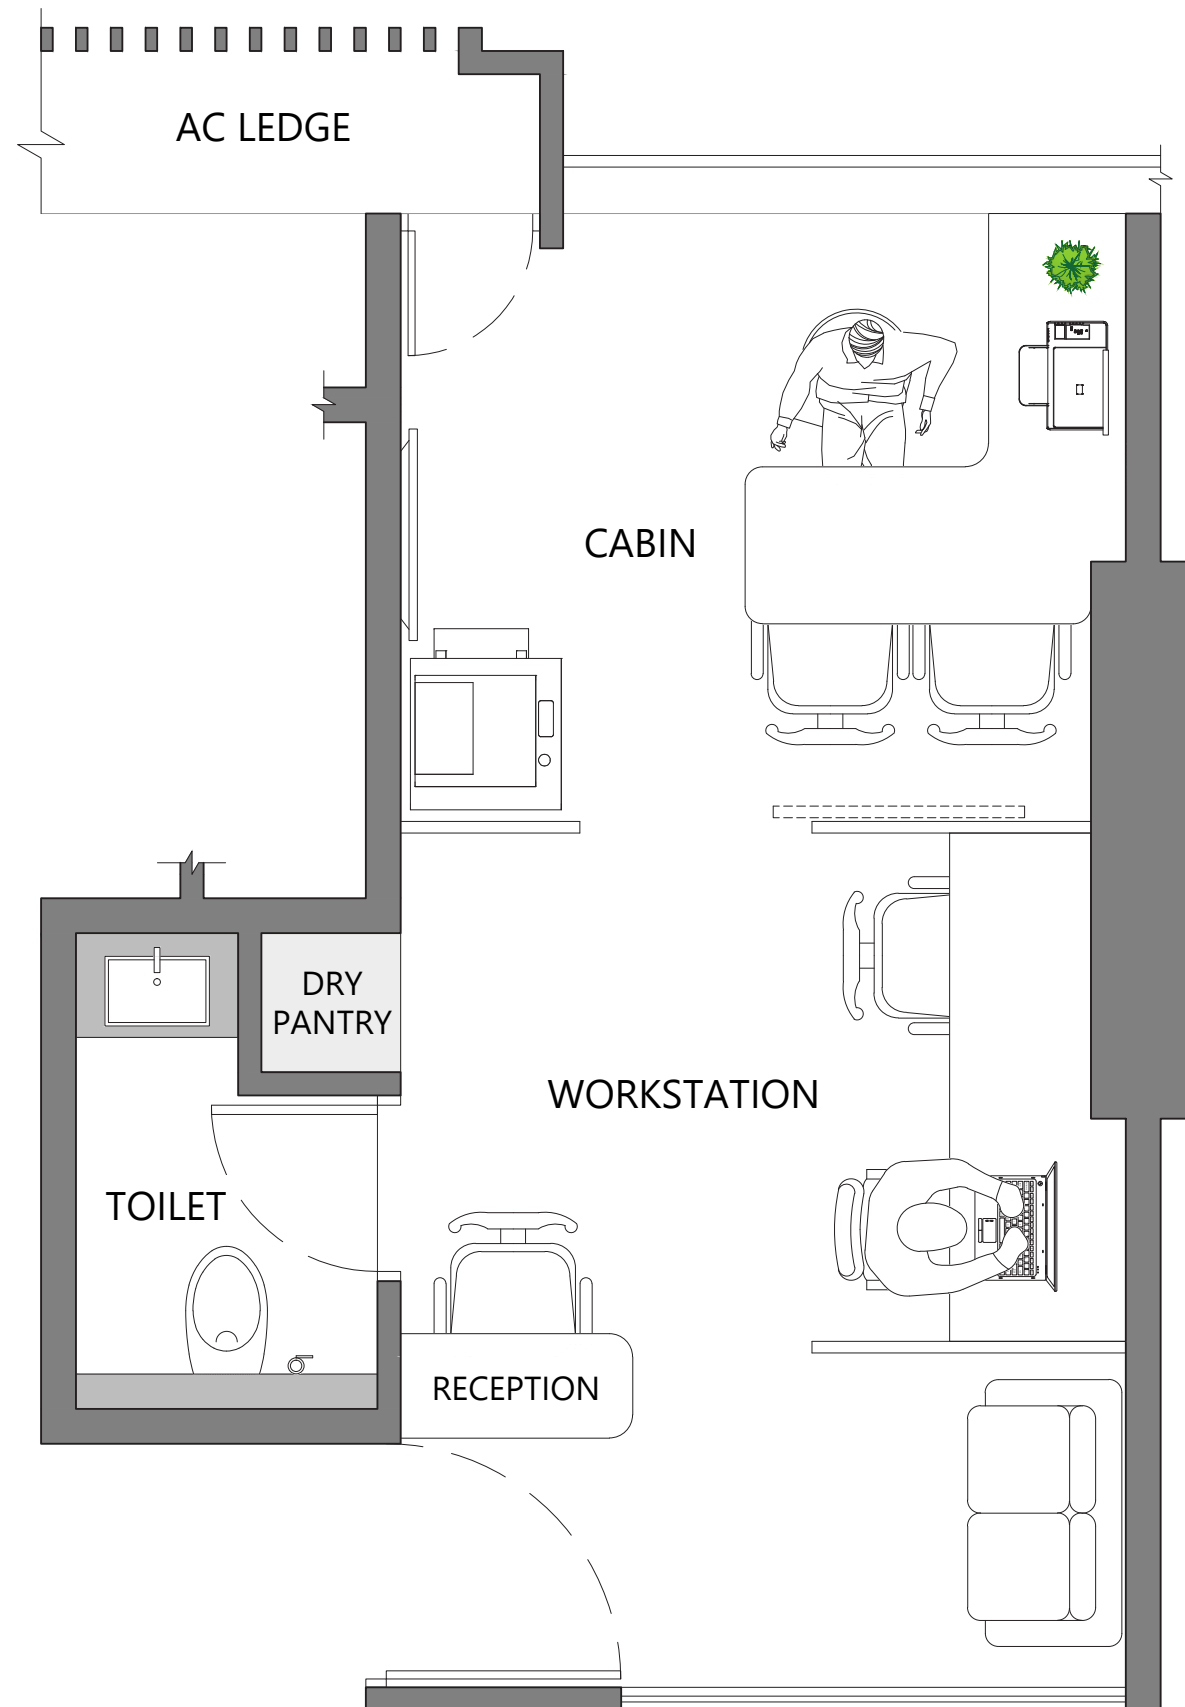 AC LEDGE
CABIN
DRY
PANTRY
WORKSTATION
TOILET
RECEPTION